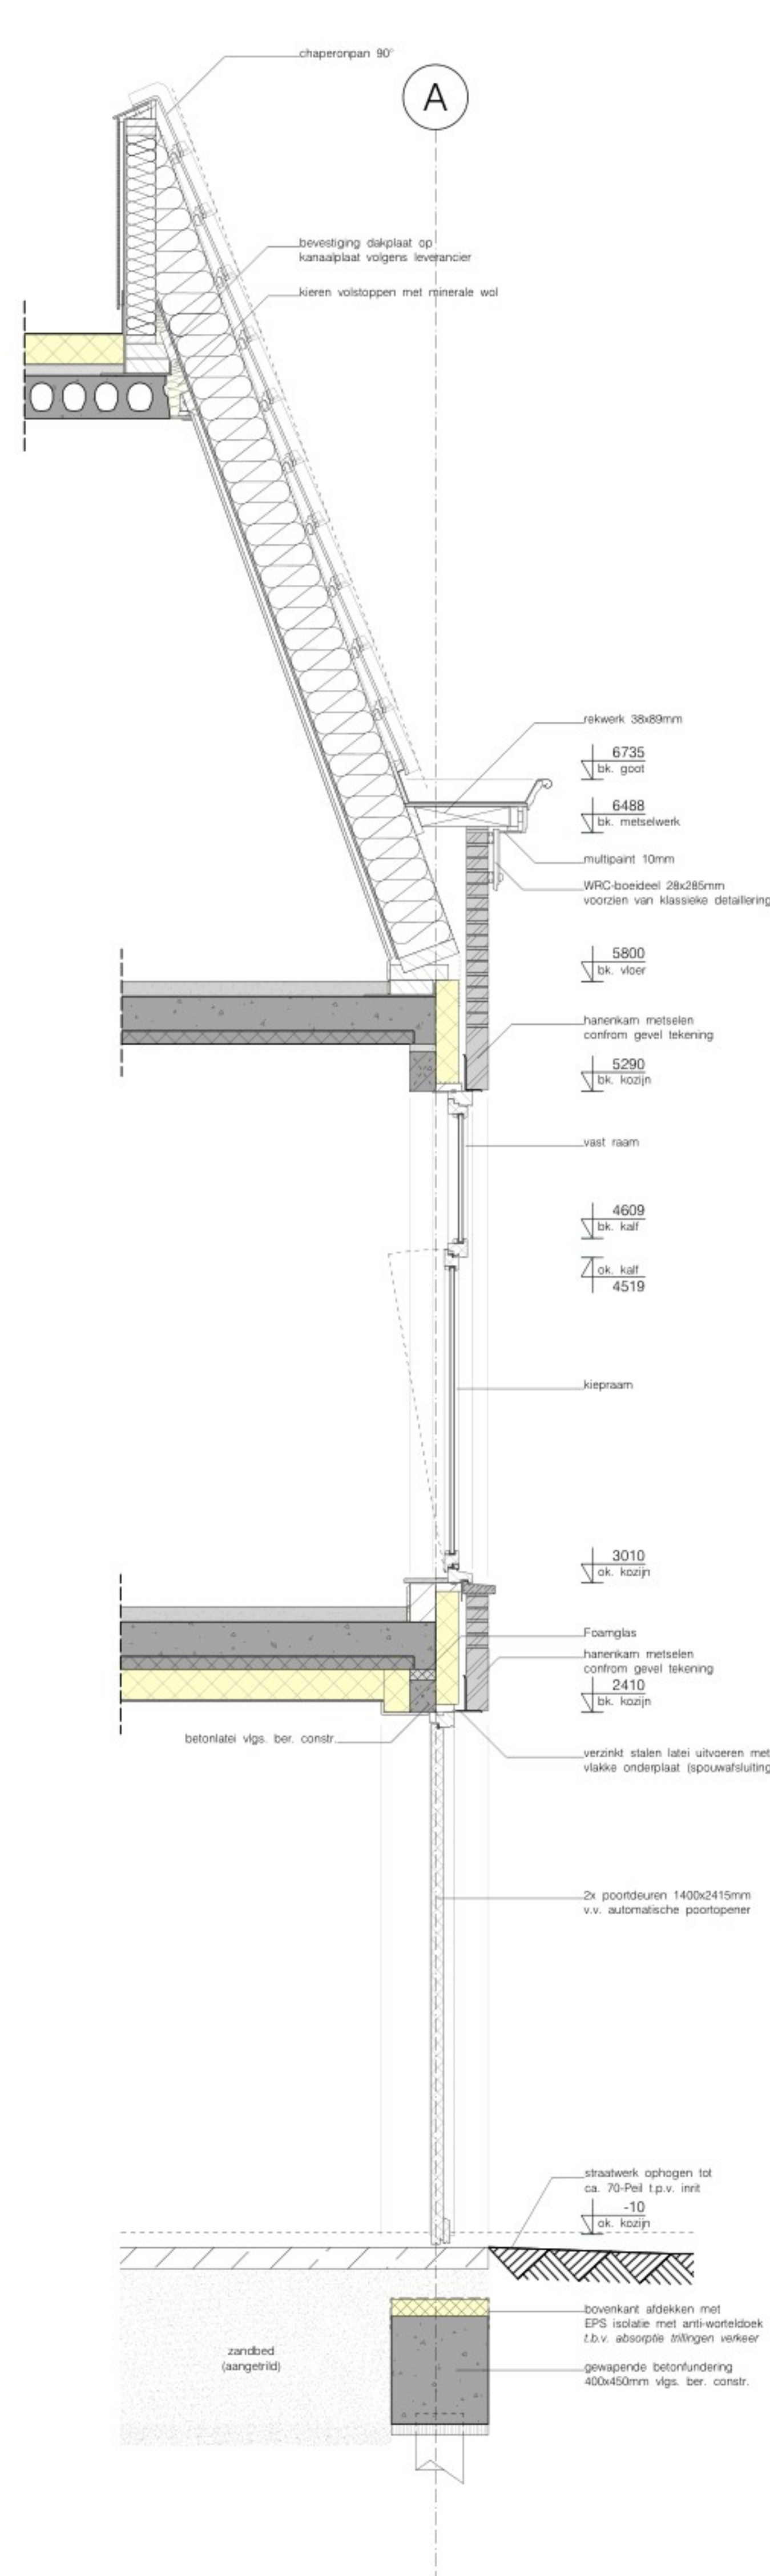 chaperonpan 90°
A
bevestiging dakplaat op
kanaalplaat volgens leverancier
kieren volstoppen met minerale wol
rekwerk 38x89mm
6735
bk. goot
6488
bk. metselwerk
multipaint 10mm
WRC-boeideel 28x285mm
voorzien van klassieke detaillering
5800
bk. vloer
hanenkam metselen
confrom gevel tekening
5290
bk. kozijn
vast raam
4609
bk. kalf
ok. kalf
4519
kiepraam
3010
ok. kozijn
Foamglas
hanenkam metselen
confrom gevel tekening
2410
bk. kozijn
betonlatei vlgs. ber. constr.
verzinkt stalen latei uitvoeren met
vlakke onderplaat (spouwafsluiting
2x poortdeuren 1400x2415mm
v.v. automatische poortopener
straatwerk ophogen tot
ca. 70-Peil t.p.v. inrit
-10
ok. kozijn
bovenkant afdekken met
EPS isolatie met anti-worteldoek
t.b.v. absorptie trillingen verkeer
zandbed
(aangetrild)
gewapende betonfundering
400x450mm vlgs. ber. constr.